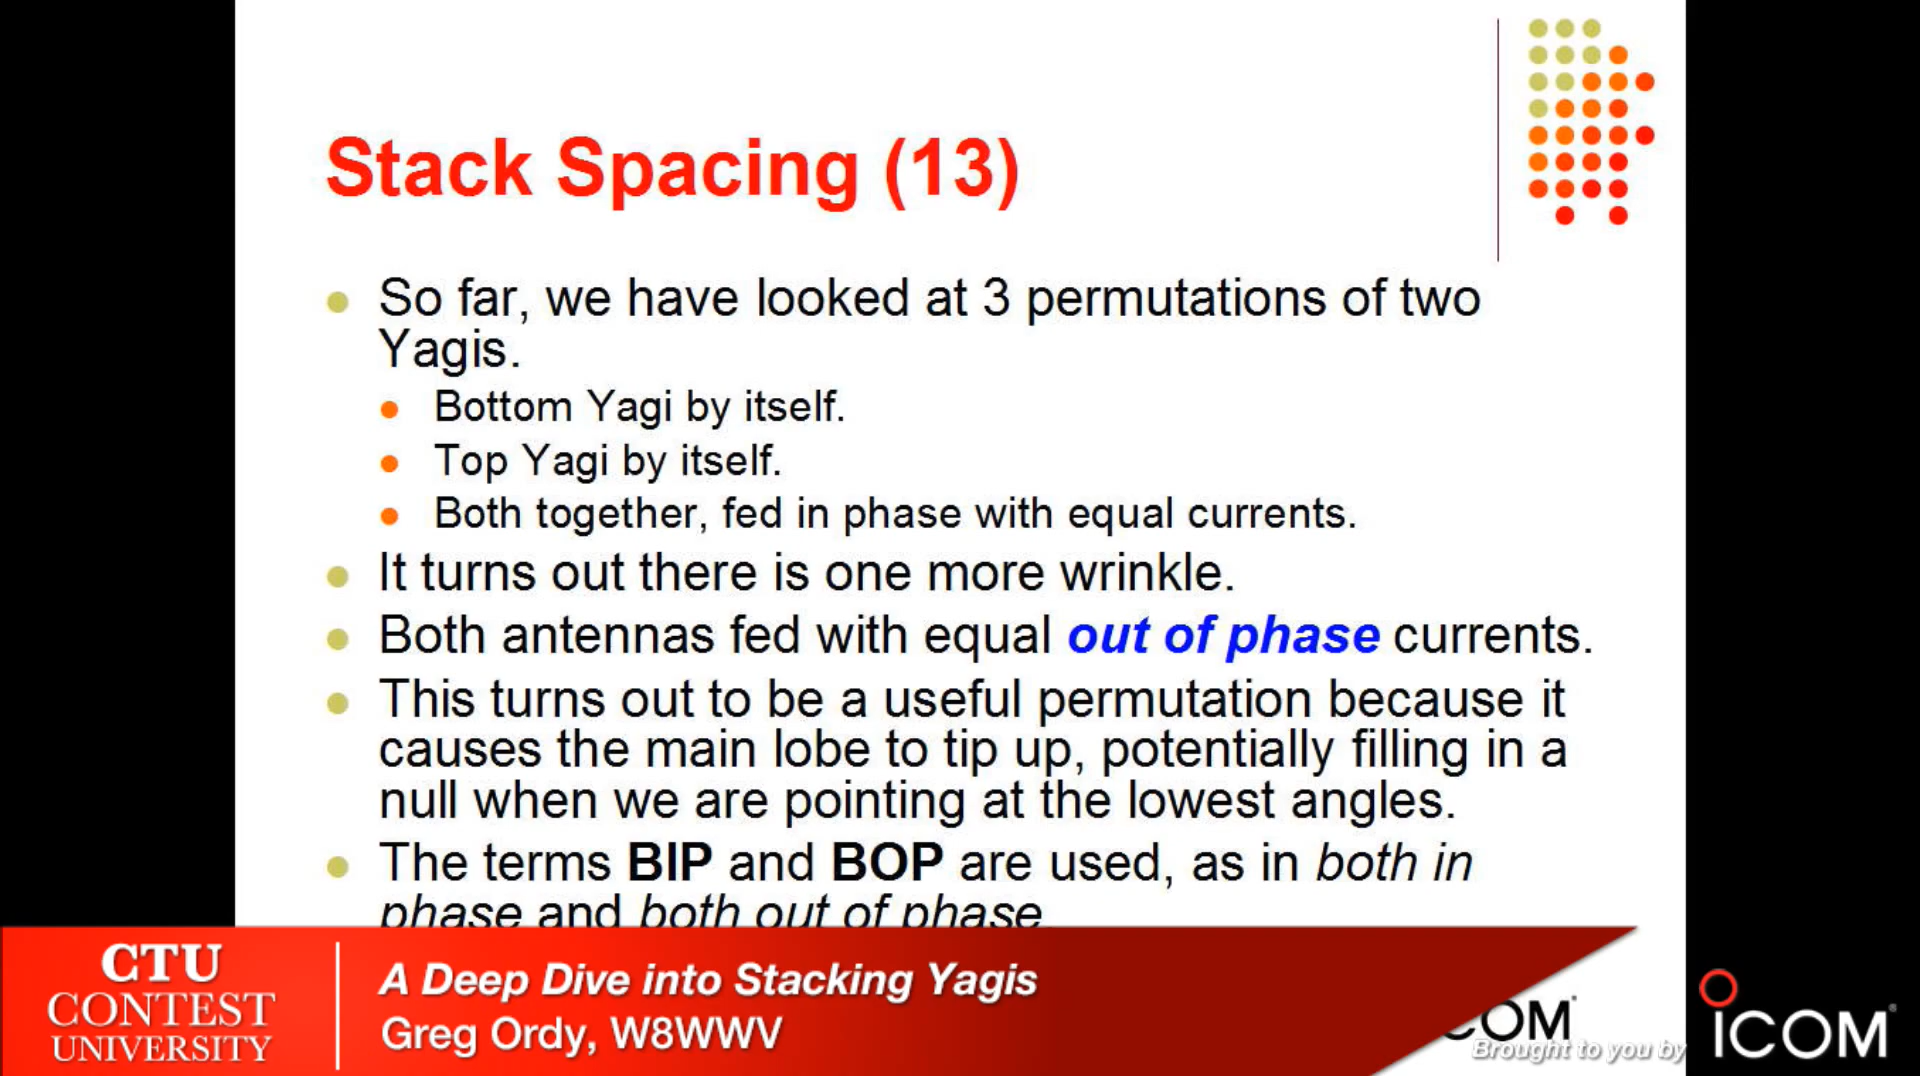 Stack Spacing (13)
So far, we have looked at 3 permutations of two
Yagis.
Bottom Yagi by itself.
Top Yagi by itself.
Both together, fed in phase with equal currents.
It turns out there is one more wrinkle.
Both antennas fed with equal out of phase currents.
This turns out to be a useful permutation because it
causes the main lobe to tip up, potentially filling in a
null when we are pointing at the lowest angles.
The terms BIP and BOP are used, as in both in
phase and both out of phase
CTU
CONTEST
UNIVERSITY
A Deep Dive into Stacking Yagis
Greg Ordy, W8WWV
COM
Brought to you by
ICOM